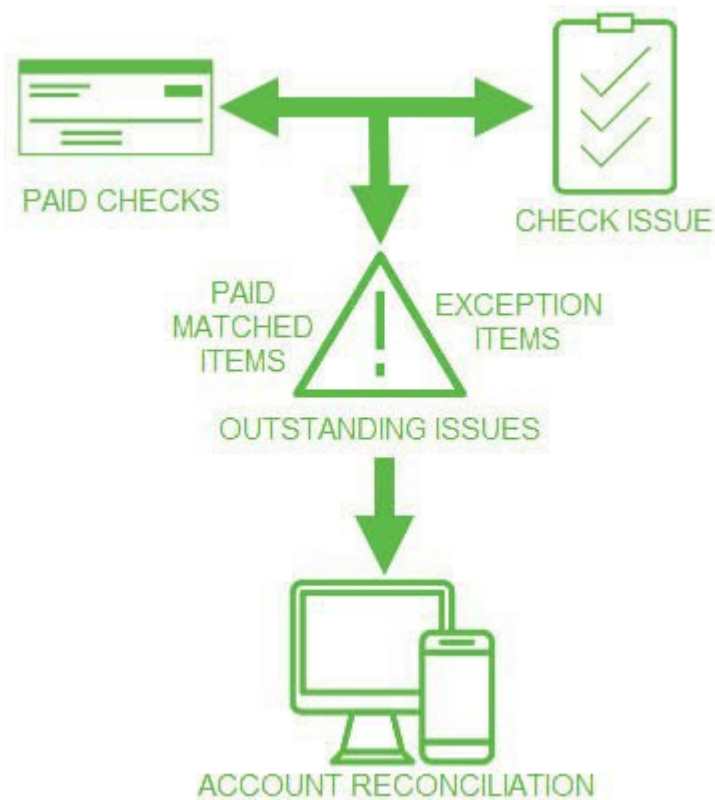 PAID CHECKS
CHECK ISSUE
PAID
MATCHED
ITEMS
EXCEPTION
ITEMS
OUTSTANDING ISSUES
ACCOUNT RECONCILIATION